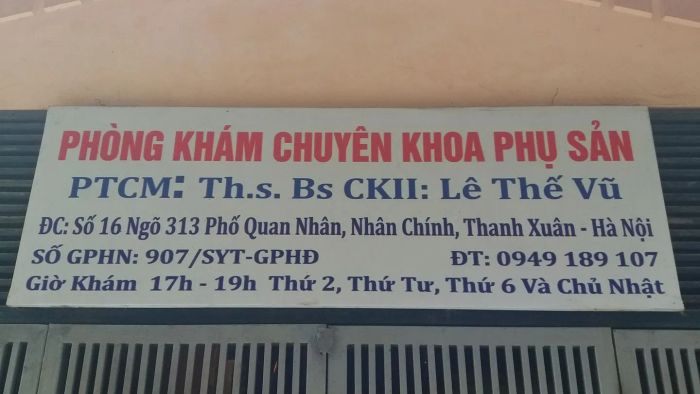 PHÒNG KHÁM CHUYÊN KHOA PHỤ SẢN
PTCM: Th.s. Bs CKII: Lê Thế Vũ
ĐC: Số 16 Ngõ 313 Phố Quan Nhân, Nhân Chính, Thanh Xuân - Hà Nội
SỐ GPHN: 907/SYT-GPHĐ ĐT: 0949 189 107
Giờ Khám 17h - 19h Thứ 2, Thứ Tư, Thứ 6 Và Chủ Nhật